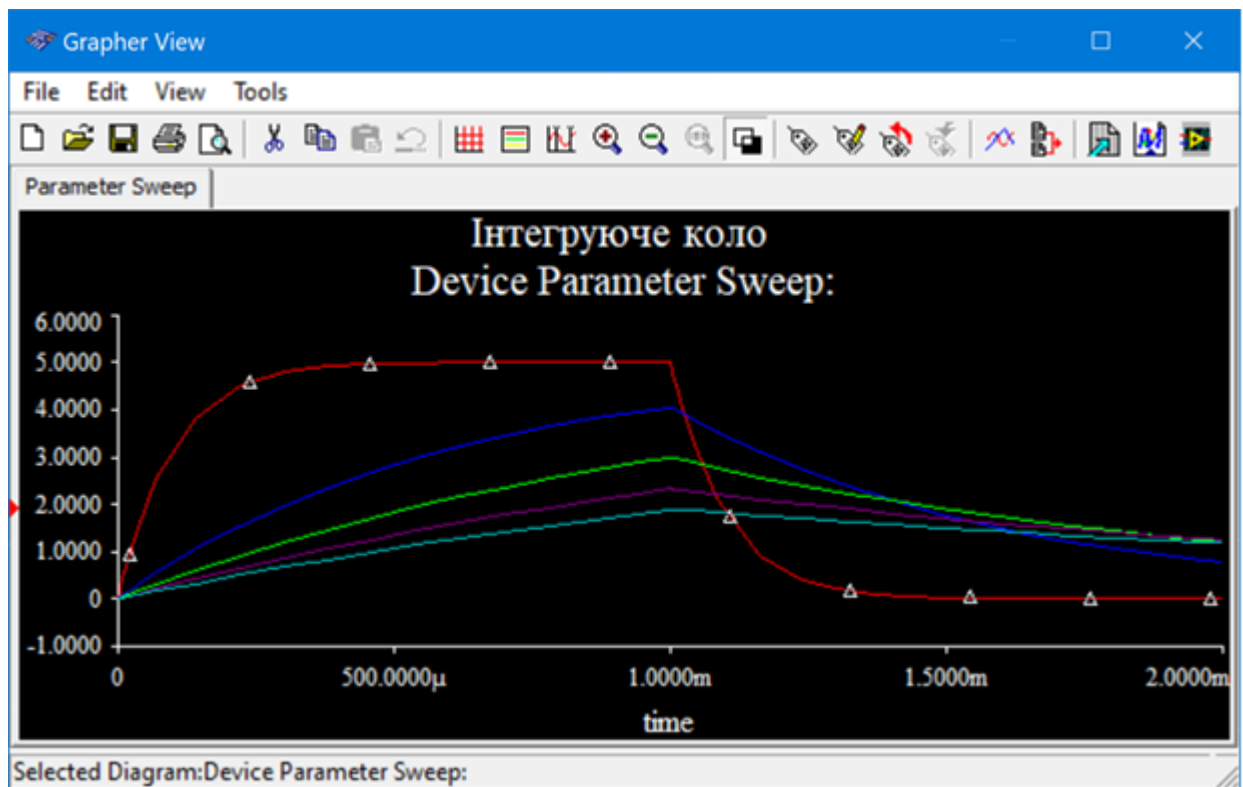 Grapher View
File Edit View Tools
Parameter Sweep
Інтегруюче коло
Device Parameter Sweep:
6.0000
5.0000
4.0000
3.0000
2.0000
1.0000
0
-1.0000
0 500.0000µ 1.0000m 1.5000m 2.0000m
time
Selected Diagram:Device Parameter Sweep: